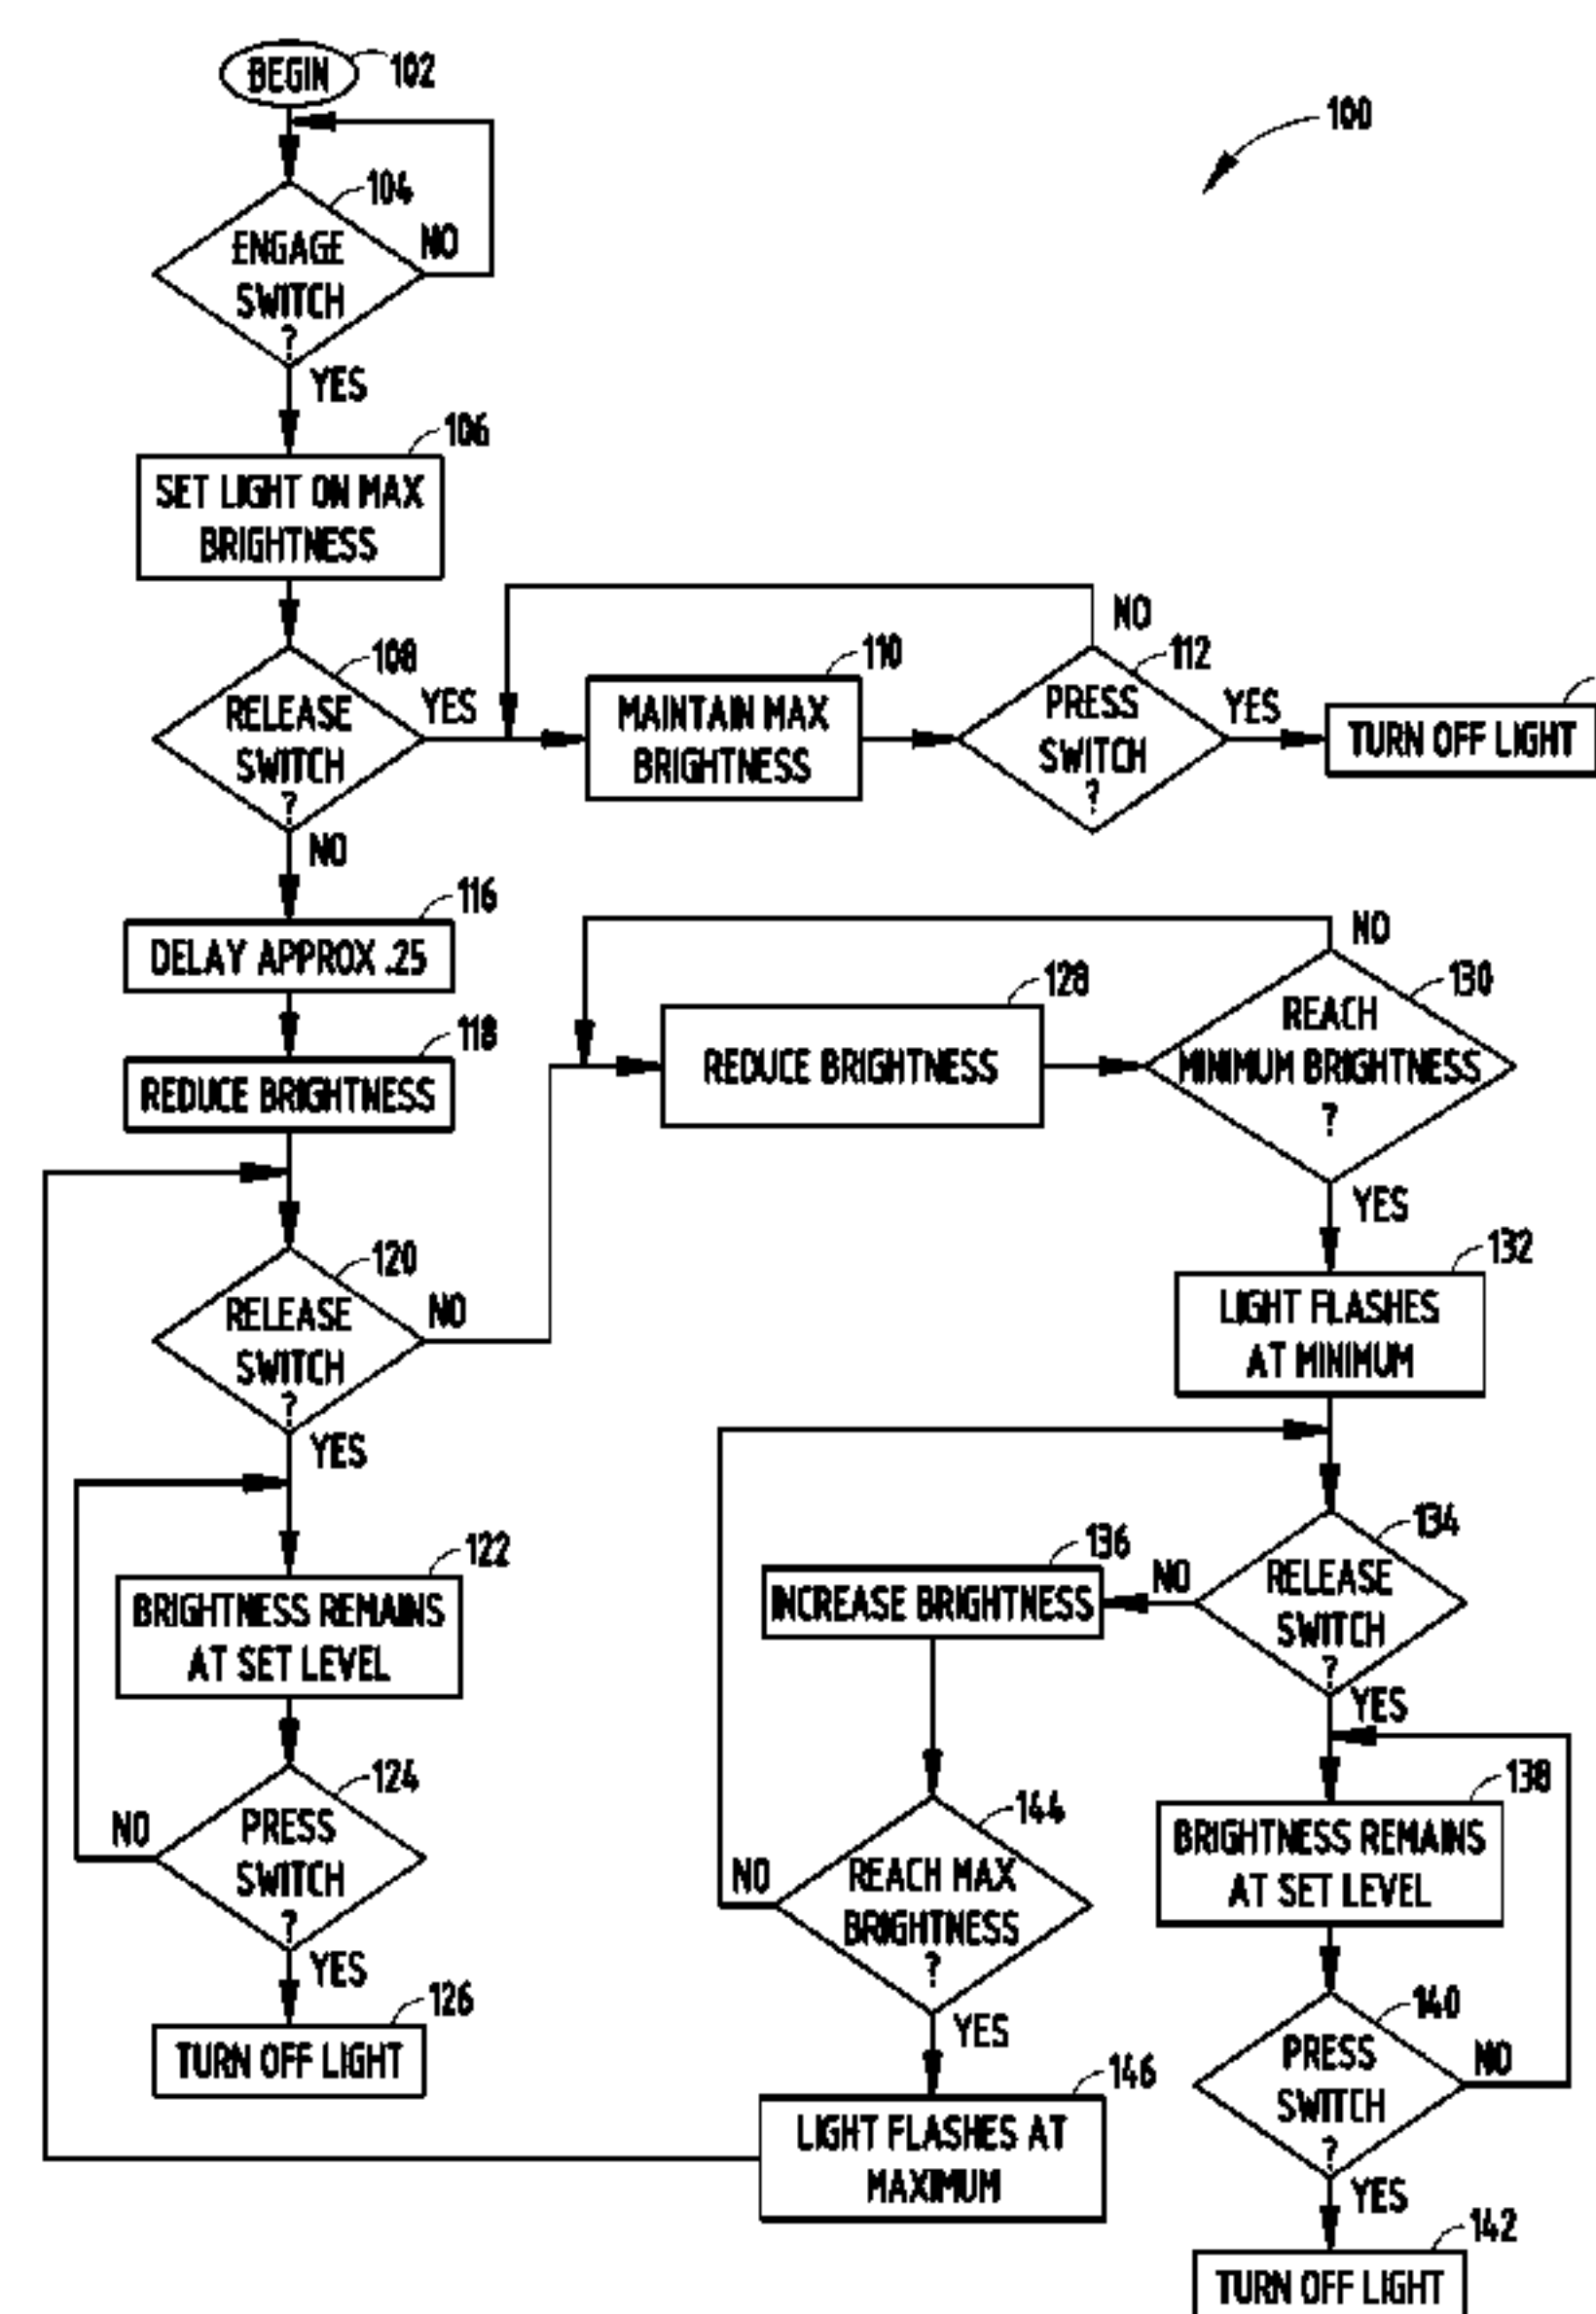 BEGIN
102
100
104
ENGAGE
SWITCH
?
NO
YES
106
SET LIGHT ON MAX
BRIGHTNESS
108
RELEASE
SWITCH
?
YES
NO
110
MAINTAIN MAX
BRIGHTNESS
NO
112
PRESS
SWITCH
?
YES
TURN OFF LIGHT
116
DELAY APPROX .25
118
REDUCE BRIGHTNESS
128
REDUCE BRIGHTNESS
NO
130
REACH
MINIMUM BRIGHTNESS
?
YES
120
RELEASE
SWITCH
?
NO
YES
132
LIGHT FLASHES
AT MINIMUM
122
BRIGHTNESS REMAINS
AT SET LEVEL
134
RELEASE
SWITCH
?
NO
YES
136
INCREASE BRIGHTNESS
124
PRESS
SWITCH
?
NO
YES
126
TURN OFF LIGHT
144
REACH MAX
BRIGHTNESS
?
NO
YES
138
BRIGHTNESS REMAINS
AT SET LEVEL
140
PRESS
SWITCH
?
NO
YES
146
LIGHT FLASHES AT
MAXIMUM
142
TURN OFF LIGHT